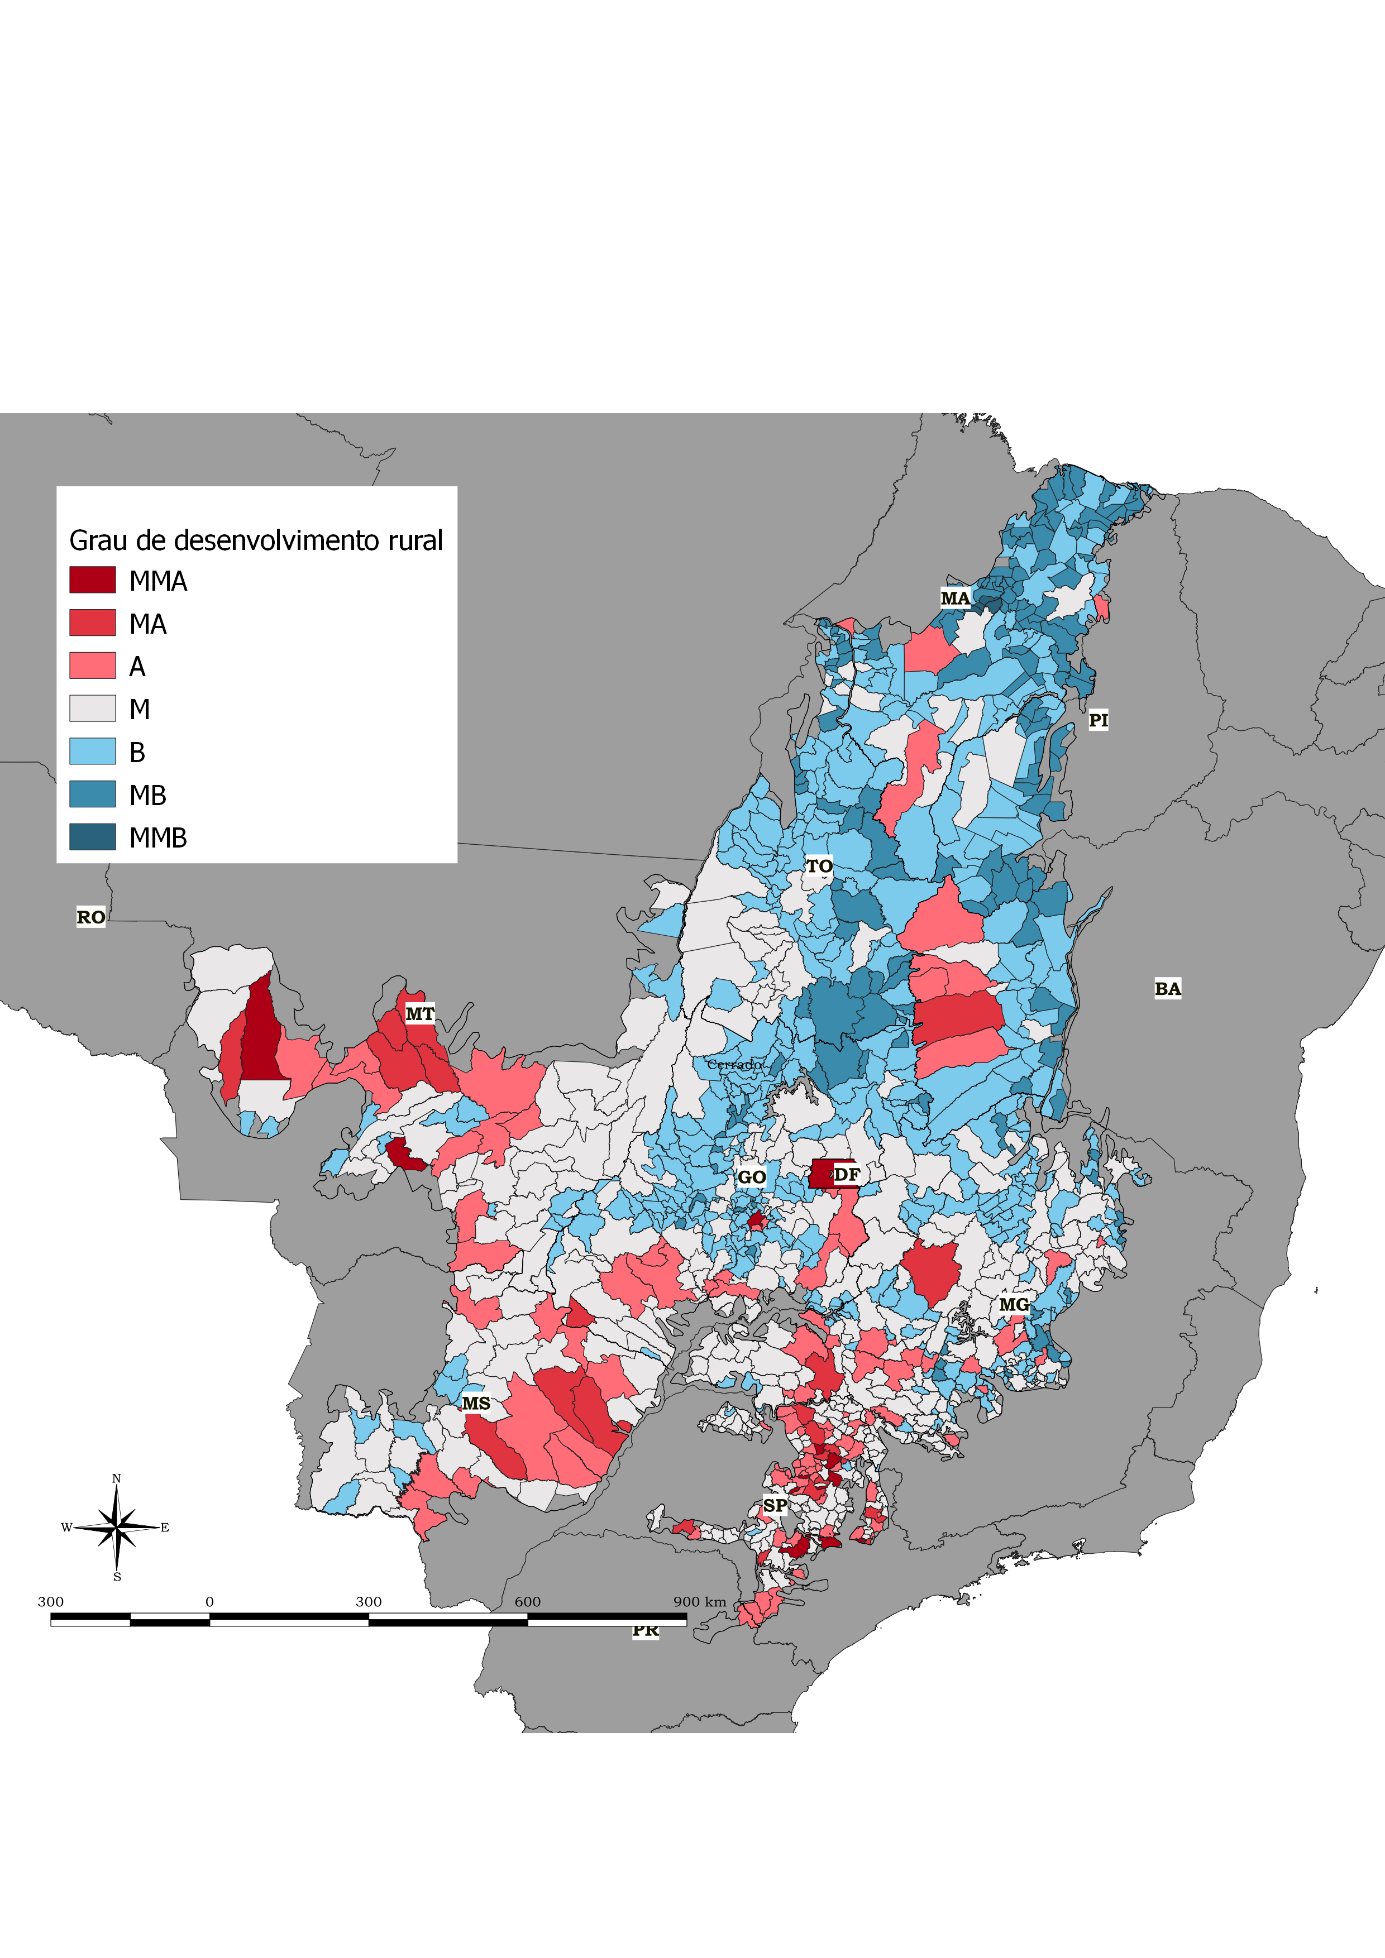 Grau de desenvolvimento rural
MMA
MA
A
M
B
MB
MMB
MA
PI
TO
RO
BA
MT
Cerrado
GO
DF
MG
MS
SP
N
W
E
S
300
0
300
600
900 km
PR